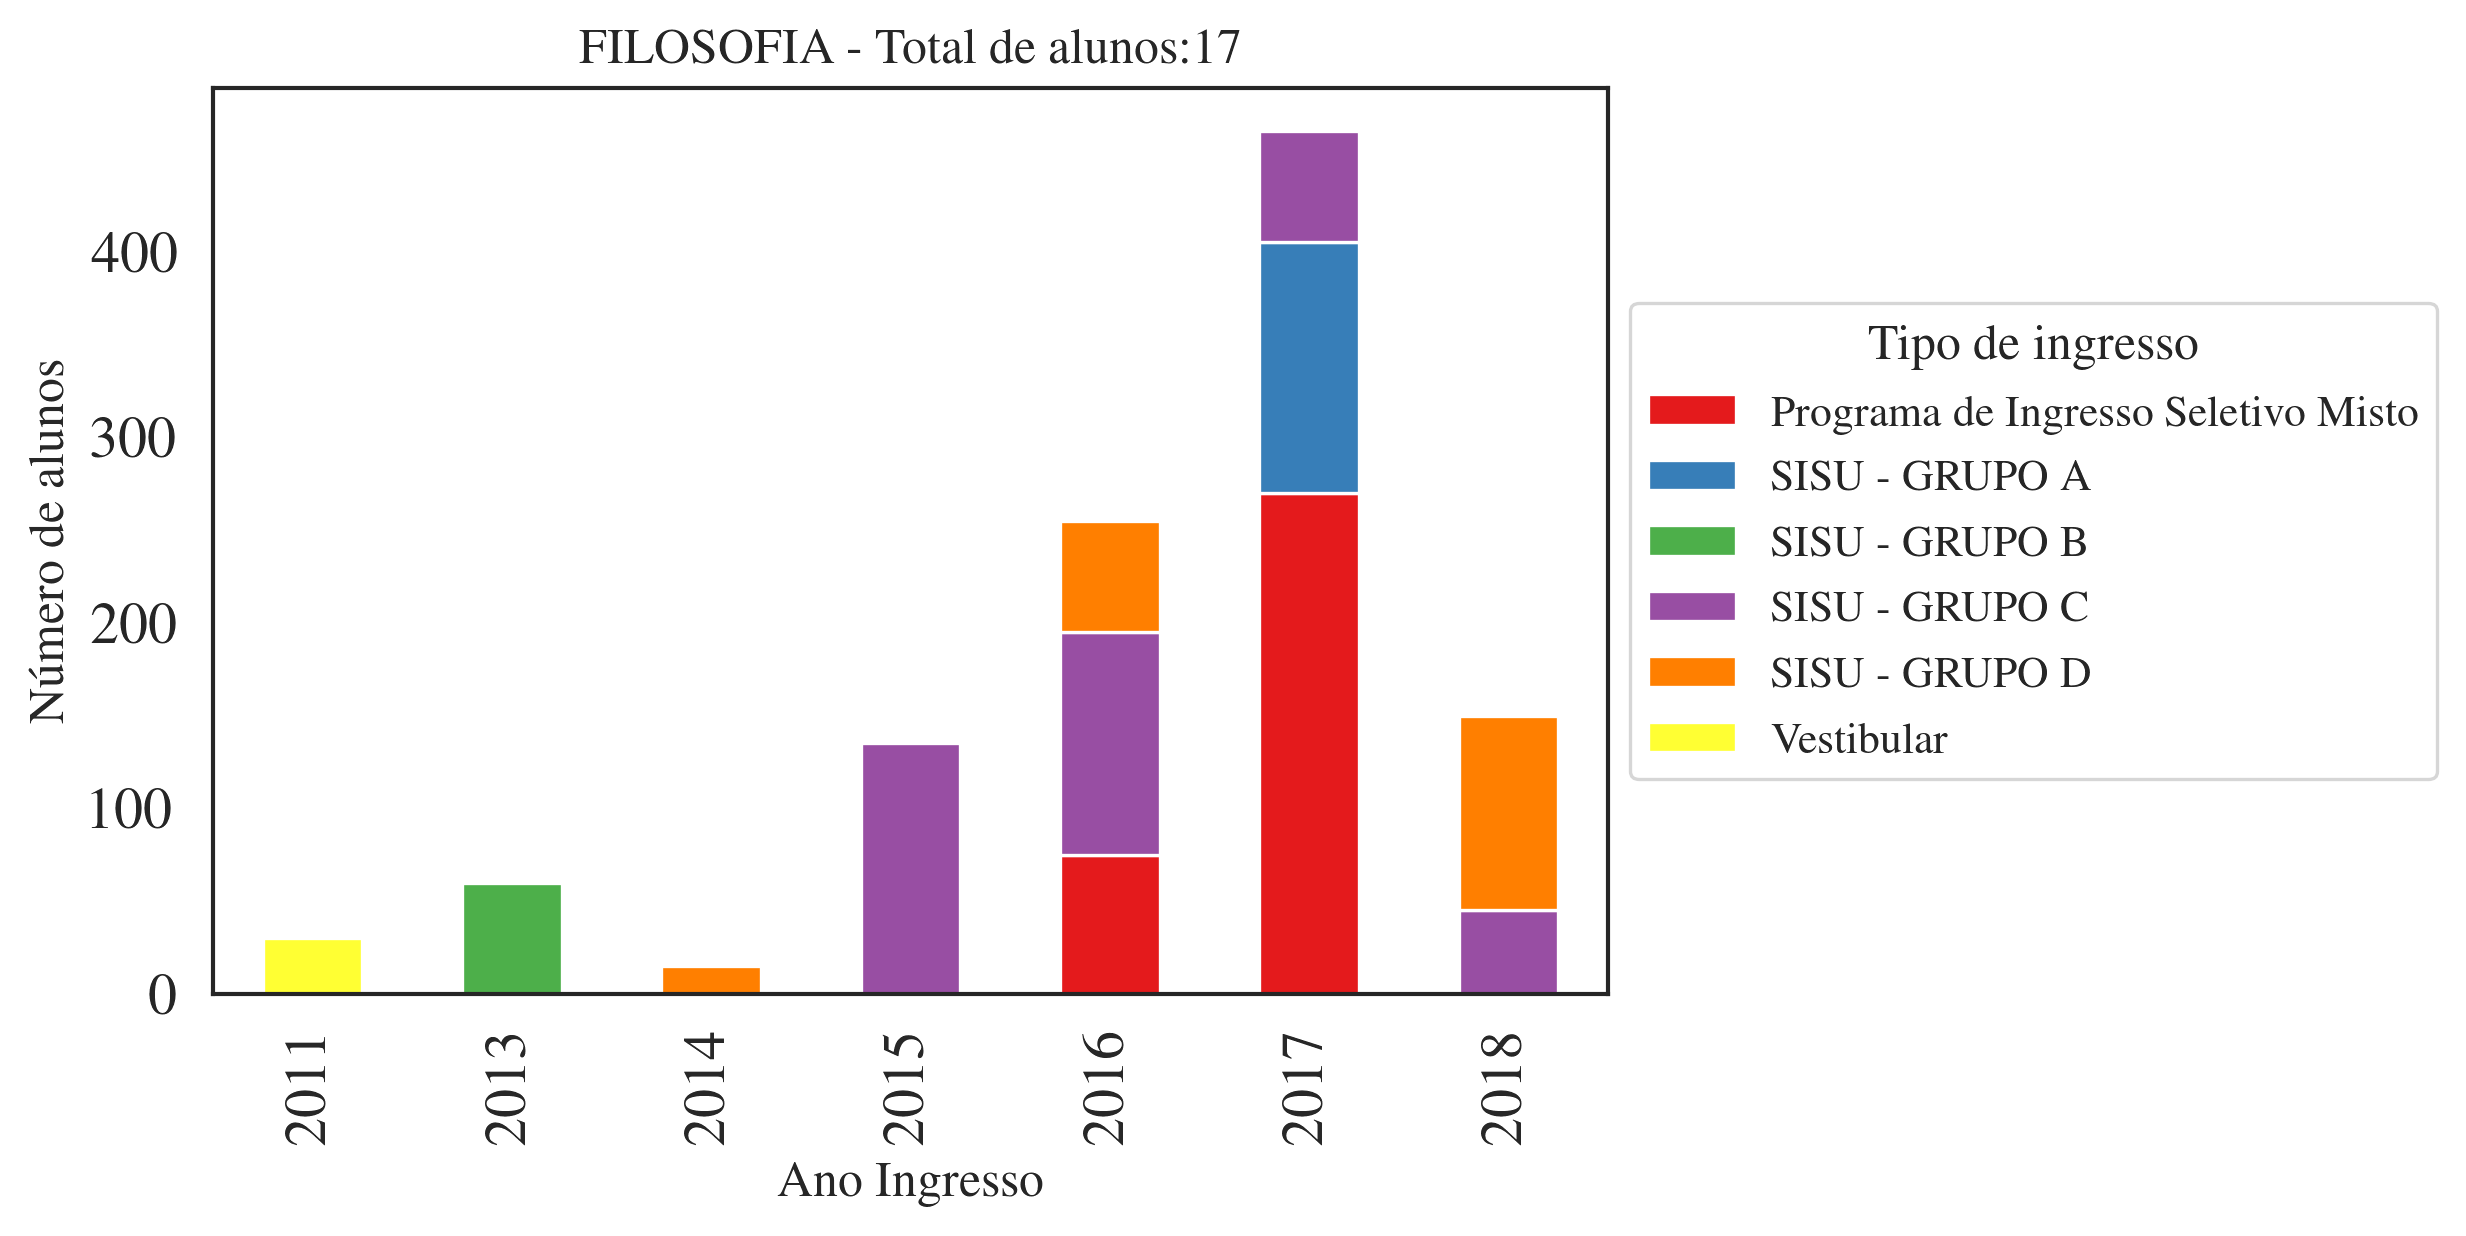 FILOSOFIA - Total de alunos:17
Número de alunos
400
300
200
100
0
2011
2013
2014
2015
2016
2017
2018
Ano Ingresso
Tipo de ingresso
Programa de Ingresso Seletivo Misto
SISU - GRUPO A
SISU - GRUPO B
SISU - GRUPO C
SISU - GRUPO D
Vestibular